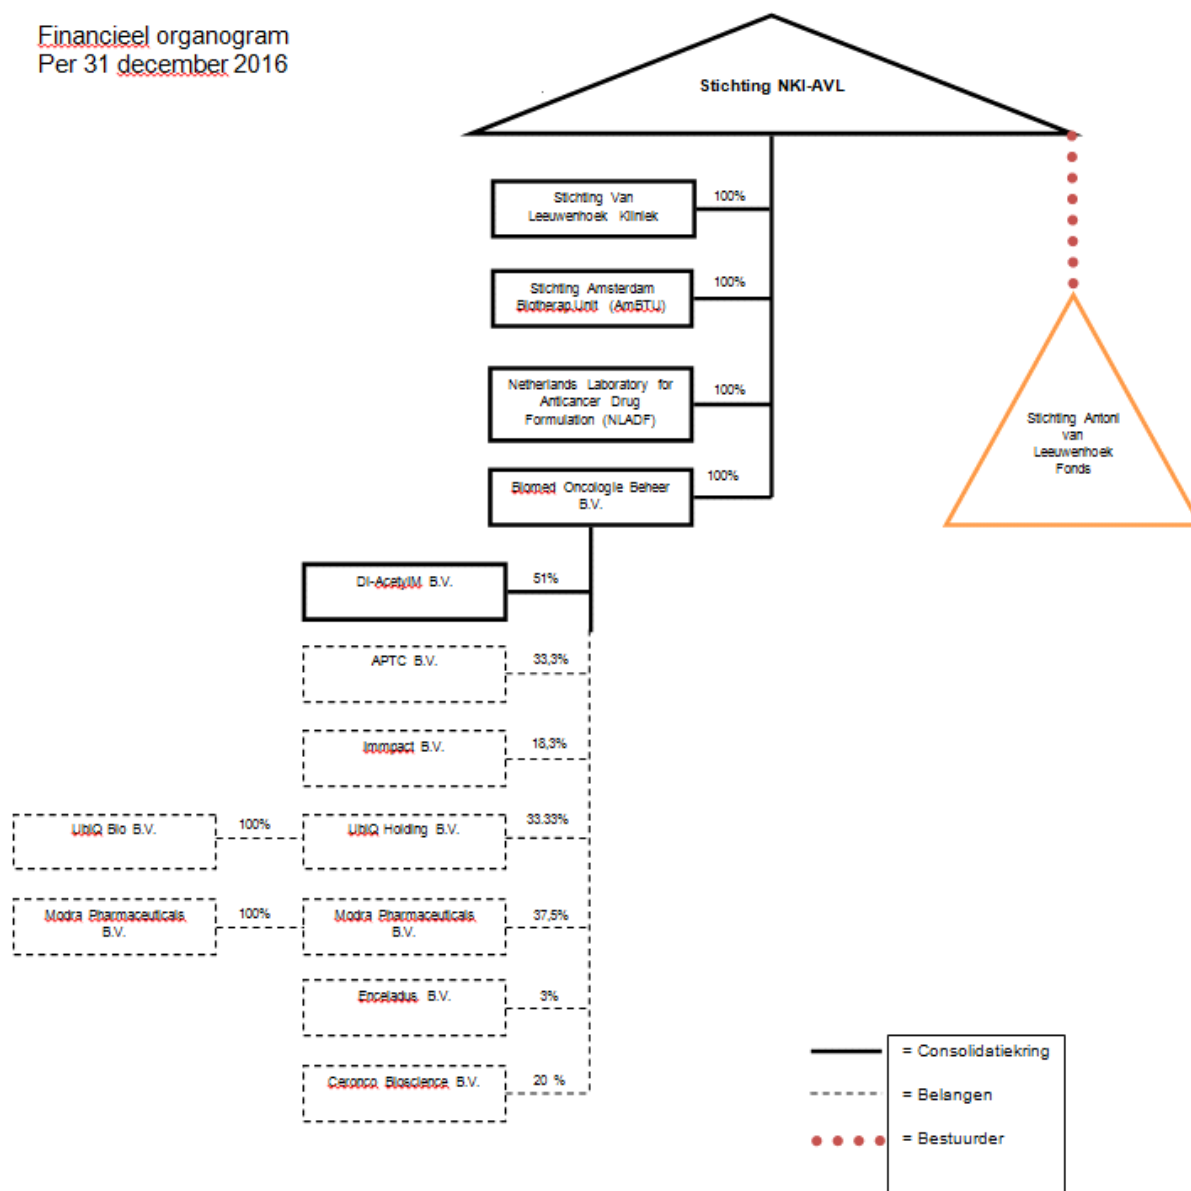 Financieel organogram
Per 31 december 2016
Stichting NKI-AVL
Stichting Van
Leeuwenhoek Kliniek
100%
Stichting Amsterdam
Biotherap.Unit (AmBTU)
100%
Netherlands Laboratory for
Anticancer Drug
Formulation (NLADF)
100%
Biomed Oncologie Beheer
B.V.
100%
Stichting Antoni
van
Leeuwenhoek
Fonds
Di-AcetylM B.V.
51%
APTC B.V.
33,3%
Immpact B.V.
18,3%
UbiQ Bio B.V.
100%
UbiQ Holding B.V.
33.33%
Modra Pharmaceuticals
B.V.
100%
Modra Pharmaceuticals
B.V.
37,5%
Enceladus B.V.
3%
Ceronco Bioscience B.V.
20 %
= Consolidatiekring
= Belangen
= Bestuurder